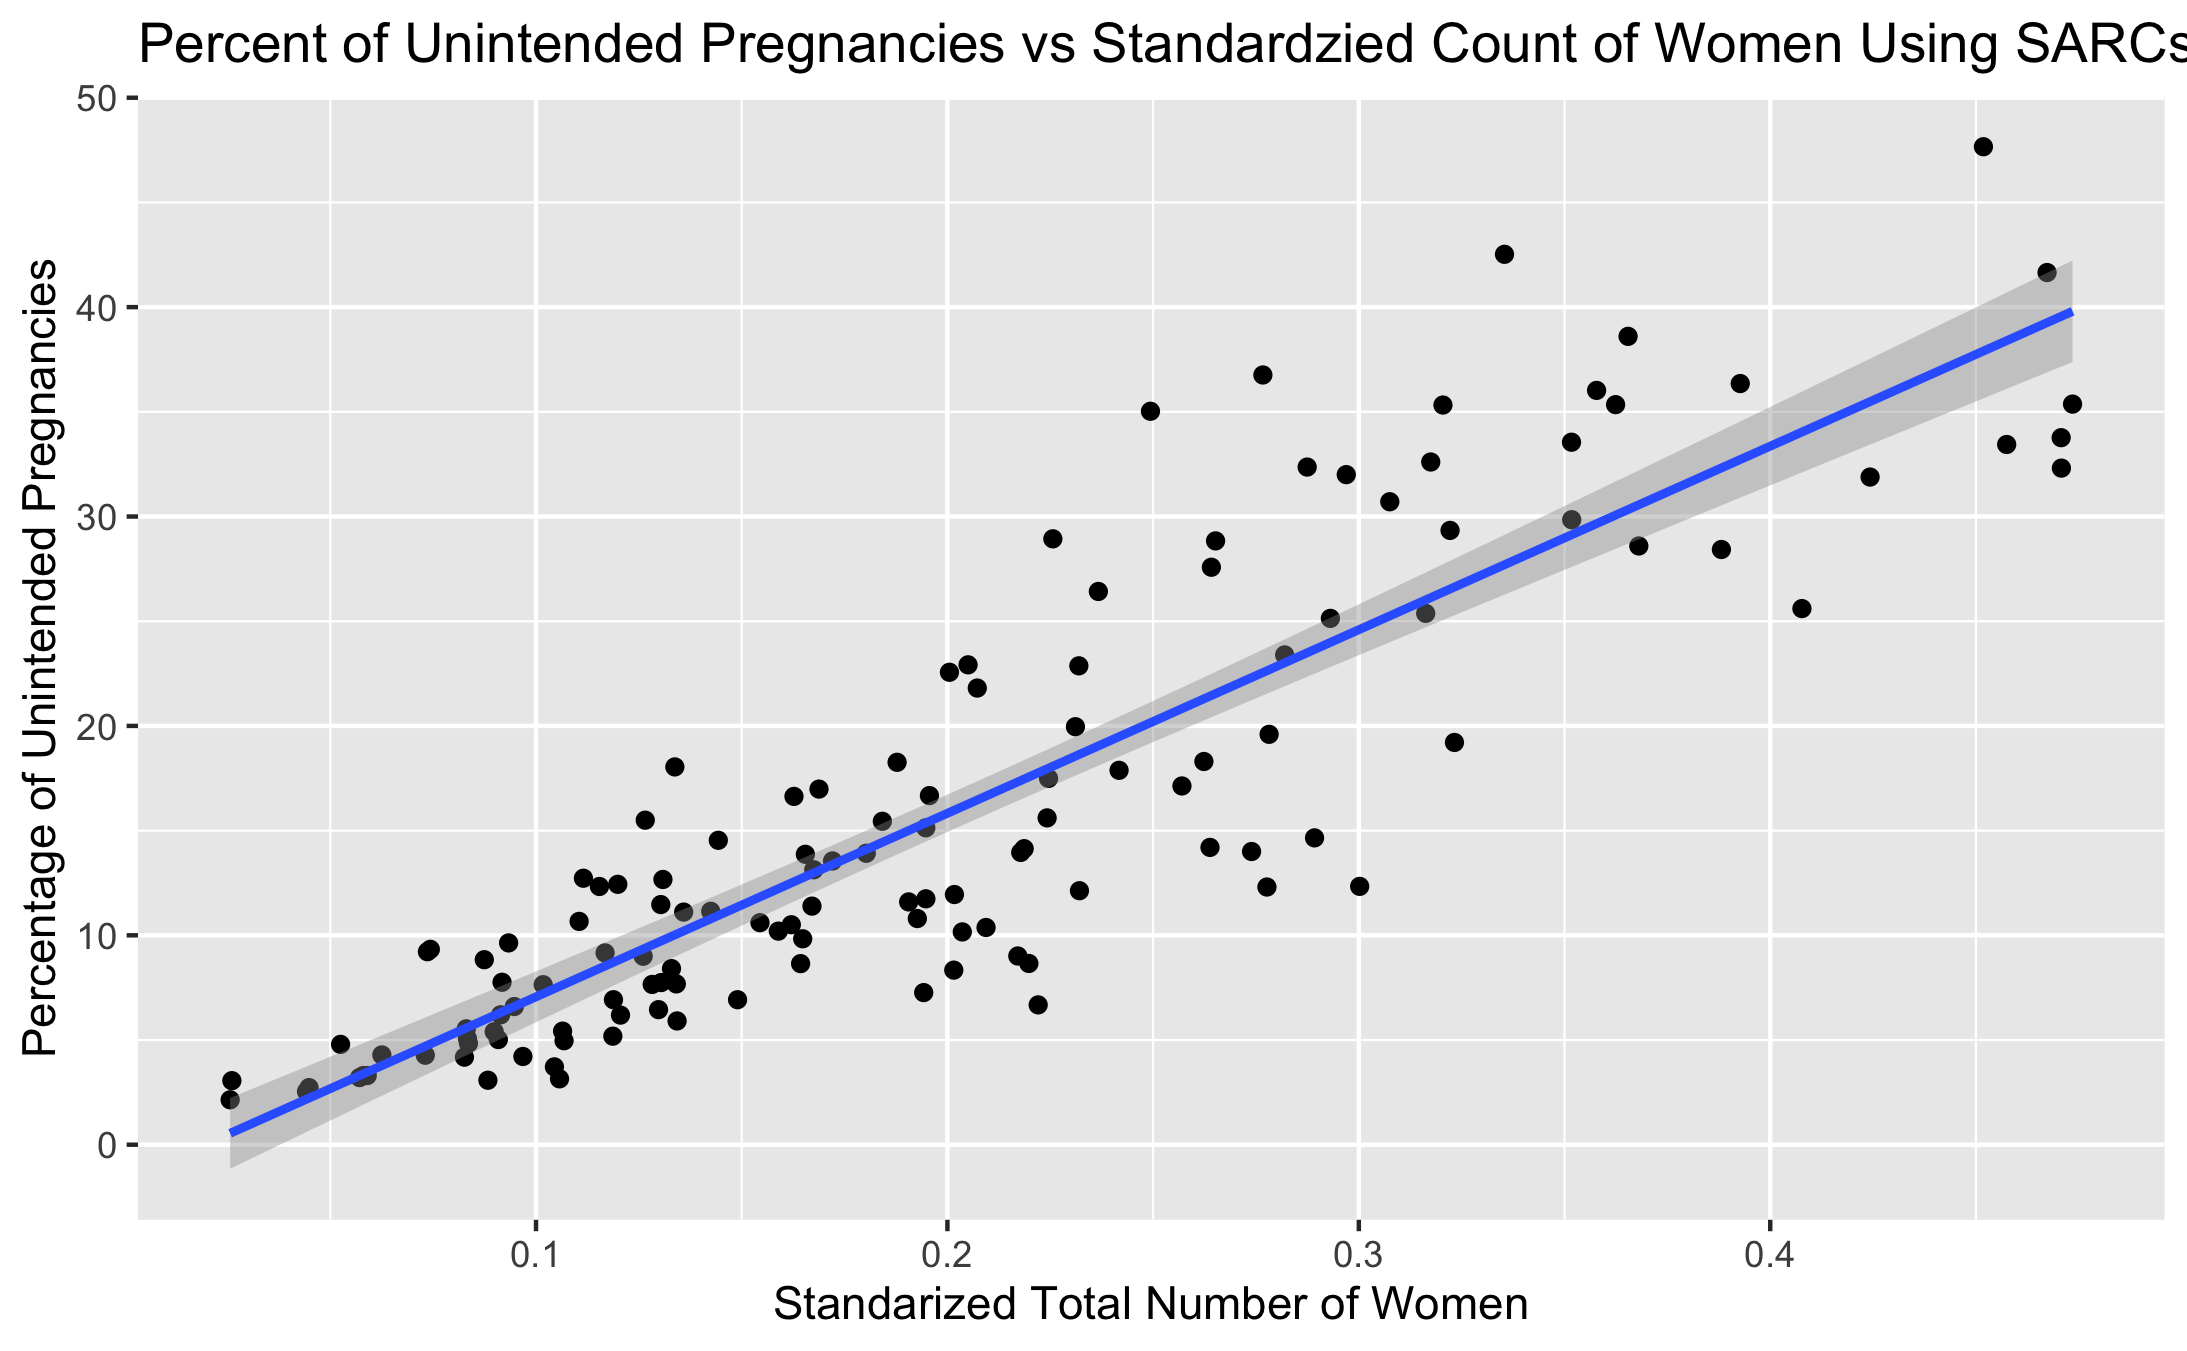 Percent of Unintended Pregnancies vs Standardzied Count of Women Using SARCs
Percentage of Unintended Pregnancies
50
40
30
20
10
0
0.1 0.2 0.3 0.4
Standarized Total Number of Women